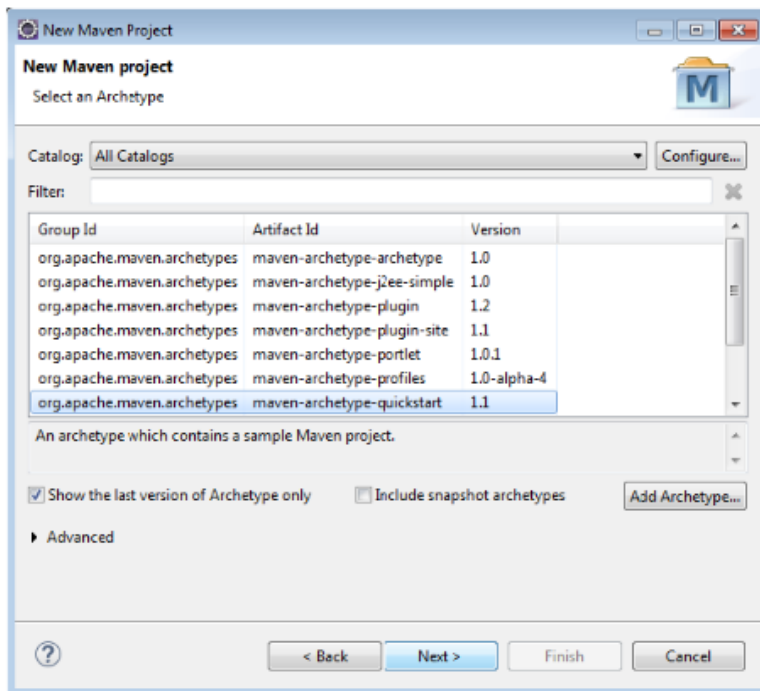 New Maven Project
New Maven project
Select an Archetype
M
Catalog: All Catalogs Configure...
Filter:
Group Id Artifact Id Version
org.apache.maven.archetypes maven-archetype-archetype 1.0
org.apache.maven.archetypes maven-archetype-j2ee-simple 1.0
org.apache.maven.archetypes maven-archetype-plugin 1.2
org.apache.maven.archetypes maven-archetype-plugin-site 1.1
org.apache.maven.archetypes maven-archetype-portlet 1.0.1
org.apache.maven.archetypes maven-archetype-profiles 1.0-alpha-4
org.apache.maven.archetypes maven-archetype-quickstart 1.1
An archetype which contains a sample Maven project.
Show the last version of Archetype only Include snapshot archetypes Add Archetype...
Advanced
? < Back Next > Finish Cancel